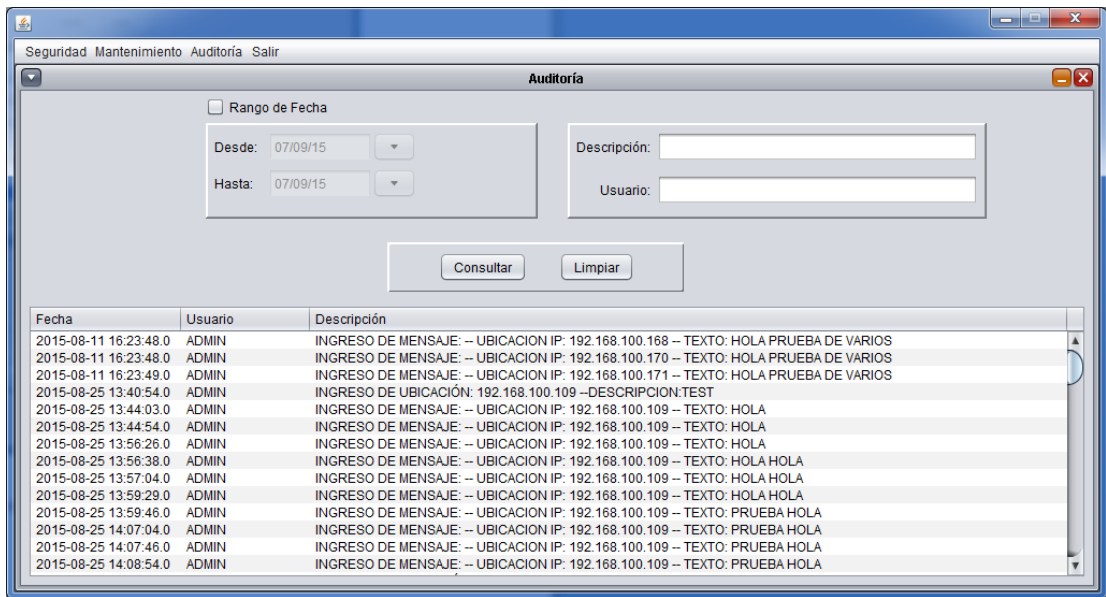 Seguridad Mantenimiento Auditoría Salir
Auditoría
Rango de Fecha
Desde: 07/09/15
Hasta: 07/09/15
Descripción:
Usuario:
Consultar Limpiar
Fecha Usuario Descripción
2015-08-11 16:23:48.0 ADMIN INGRESO DE MENSAJE: -- UBICACION IP: 192.168.100.168 -- TEXTO: HOLA PRUEBA DE VARIOS
2015-08-11 16:23:48.0 ADMIN INGRESO DE MENSAJE: -- UBICACION IP: 192.168.100.170 -- TEXTO: HOLA PRUEBA DE VARIOS
2015-08-11 16:23:49.0 ADMIN INGRESO DE MENSAJE: -- UBICACION IP: 192.168.100.171 -- TEXTO: HOLA PRUEBA DE VARIOS
2015-08-25 13:40:54.0 ADMIN INGRESO DE UBICACIÓN: 192.168.100.109 --DESCRIPCION:TEST
2015-08-25 13:44:03.0 ADMIN INGRESO DE MENSAJE: -- UBICACION IP: 192.168.100.109 -- TEXTO: HOLA
2015-08-25 13:44:54.0 ADMIN INGRESO DE MENSAJE: -- UBICACION IP: 192.168.100.109 -- TEXTO: HOLA
2015-08-25 13:56:26.0 ADMIN INGRESO DE MENSAJE: -- UBICACION IP: 192.168.100.109 -- TEXTO: HOLA
2015-08-25 13:56:38.0 ADMIN INGRESO DE MENSAJE: -- UBICACION IP: 192.168.100.109 -- TEXTO: HOLA HOLA
2015-08-25 13:57:04.0 ADMIN INGRESO DE MENSAJE: -- UBICACION IP: 192.168.100.109 -- TEXTO: HOLA HOLA
2015-08-25 13:59:29.0 ADMIN INGRESO DE MENSAJE: -- UBICACION IP: 192.168.100.109 -- TEXTO: HOLA HOLA
2015-08-25 13:59:46.0 ADMIN INGRESO DE MENSAJE: -- UBICACION IP: 192.168.100.109 -- TEXTO: PRUEBA HOLA
2015-08-25 14:07:04.0 ADMIN INGRESO DE MENSAJE: -- UBICACION IP: 192.168.100.109 -- TEXTO: PRUEBA HOLA
2015-08-25 14:07:46.0 ADMIN INGRESO DE MENSAJE: -- UBICACION IP: 192.168.100.109 -- TEXTO: PRUEBA HOLA
2015-08-25 14:08:54.0 ADMIN INGRESO DE MENSAJE: -- UBICACION IP: 192.168.100.109 -- TEXTO: PRUEBA HOLA